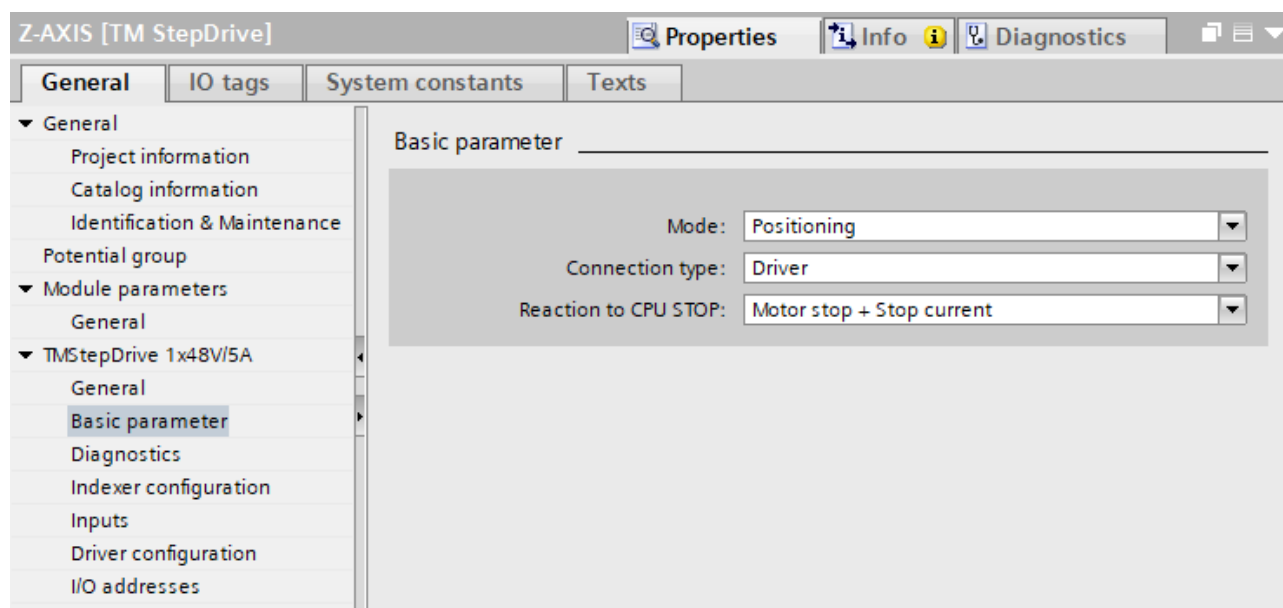 Z-AXIS [TM StepDrive]
Properties
Info
Diagnostics
General
IO tags
System constants
Texts
General
Project information
Catalog information
Identification & Maintenance
Potential group
Module parameters
General
TMStepDrive 1x48V/5A
General
Basic parameter
Diagnostics
Indexer configuration
Inputs
Driver configuration
I/O addresses
Basic parameter
Mode: Positioning
Connection type: Driver
Reaction to CPU STOP: Motor stop + Stop current